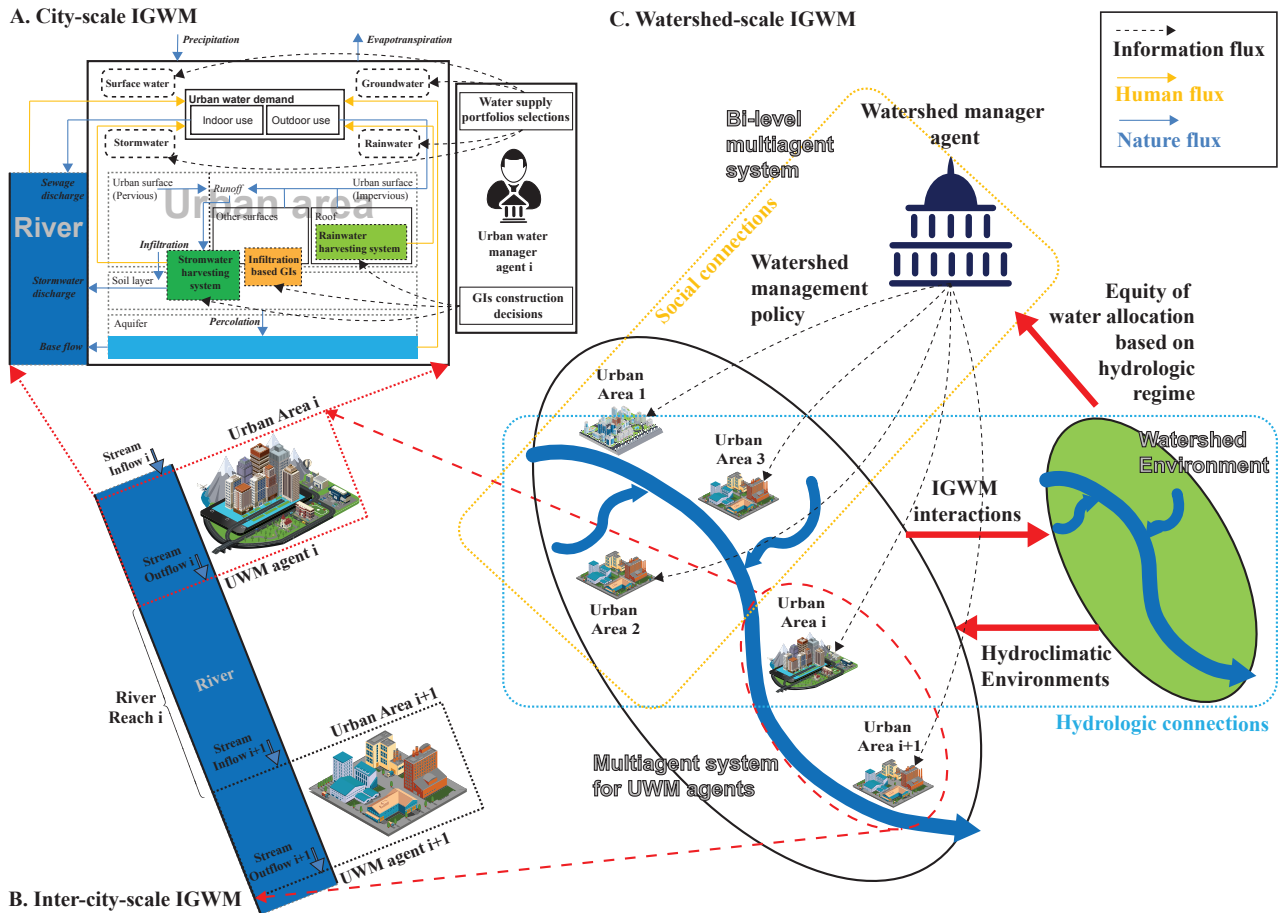 A. City-scale IGWM
Precipitation
Evapotranspiration
Surface water
Groundwater
Urban water demand
Indoor use
Outdoor use
Stormwater
Rainwater
Water supply
portfolios selections
Urban water
manager
agent i
GIs construction
decisions
Sewage
discharge
River
Urban surface
(Pervious)
Runoff
Urban surface
(Impervious)
Urban area
Other surfaces
Roof
Rainwater
harvesting system
Infiltration
Stromwater
harvesting
system
Infiltration
based GIs
Stormwater
discharge
Soil layer
Aquifer
Percolation
Base flow
C. Watershed-scale IGWM
Information flux
Human flux
Nature flux
Bi-level
multiagent
system
Watershed manager
agent
Social connections
Watershed
management
policy
Equity of
water allocation
based on
hydrologic
regime
Urban
Area 1
Urban
Area 3
Urban
Area 2
Urban
Area i
Urban
Area i+1
IGWM
interactions
Watershed
Environment
Hydroclimatic
Environments
Hydrologic connections
Multiagent system
for UWM agents
Stream
Inflow i
Urban Area i
Stream
Outflow i
UWM agent i
River
Reach i
River
Stream
Inflow i+1
Urban Area i+1
Stream
Outflow i+1
UWM agent i+1
B. Inter-city-scale IGWM